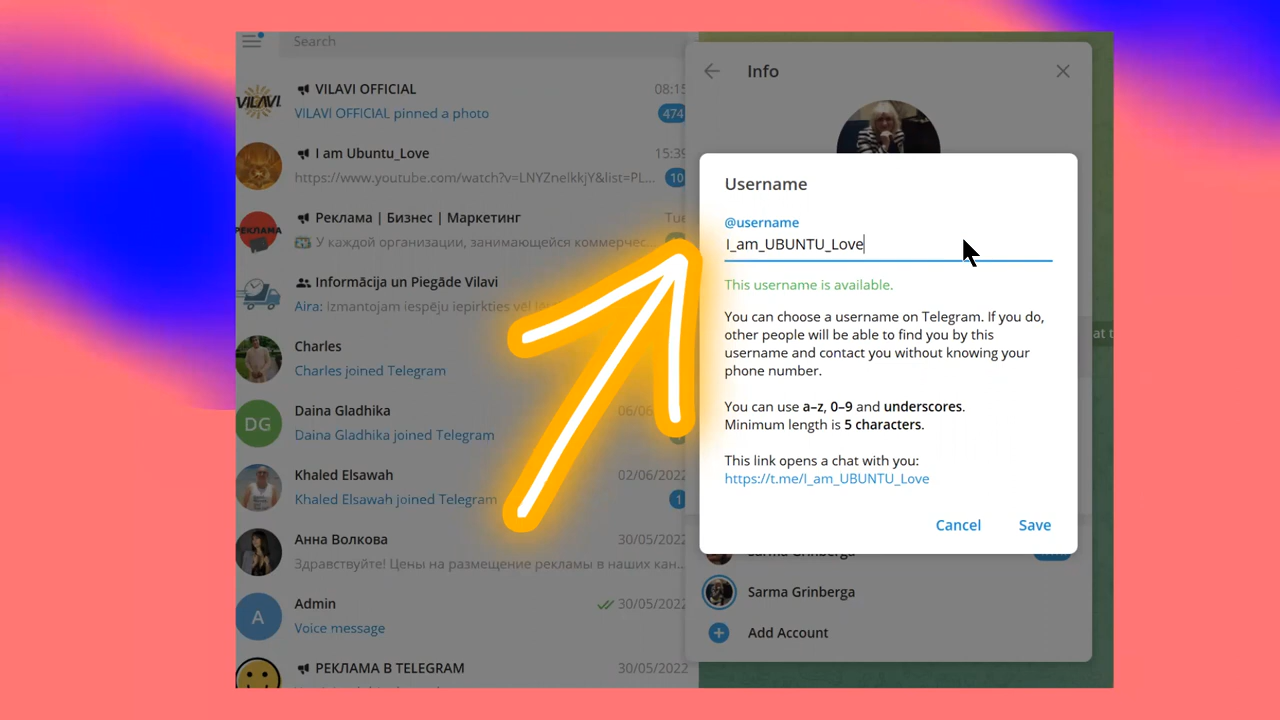 Search
VILAVI OFFICIAL
08:15
VILAVI OFFICIAL pinned a photo
474
VILAVI
I am Ubuntu_Love
15:39
https://www.youtube.com/watch?v=LNYZnelkkjY&list=PL...
10
Реклама | Бизнес | Маркетинг
Tue
РЕКЛАМА
У каждой организации, занимающейся коммерчес...
Informācija un Piegāde Vilavi
Aira: izmantojam iespēju iepirkties vēl
Charles
Charles joined Telegram
DG
Daina Gladhika
06/06
Daina Gladhika joined Telegram
Khaled Elsawah
02/06/2022
Khaled Elsawah joined Telegram
1
Анна Волкова
30/05/2022
Здравствуйте! Цены на размещение рекламы в наших кан...
A
Admin
30/05/2022
Voice message
РЕКЛАМА В TELEGRAM
30/05/2022
Info
Username
@username
I_am_UBUNTU_Love
This username is available.
You can choose a username on Telegram. If you do,
other people will be able to find you by this
username and contact you without knowing your
phone number.
You can use a–z, 0–9 and underscores.
Minimum length is 5 characters.
This link opens a chat with you:
https://t.me/I_am_UBUNTU_Love
Cancel
Save
at t
Sarma Grinberga
Sarma Grinberga
Add Account